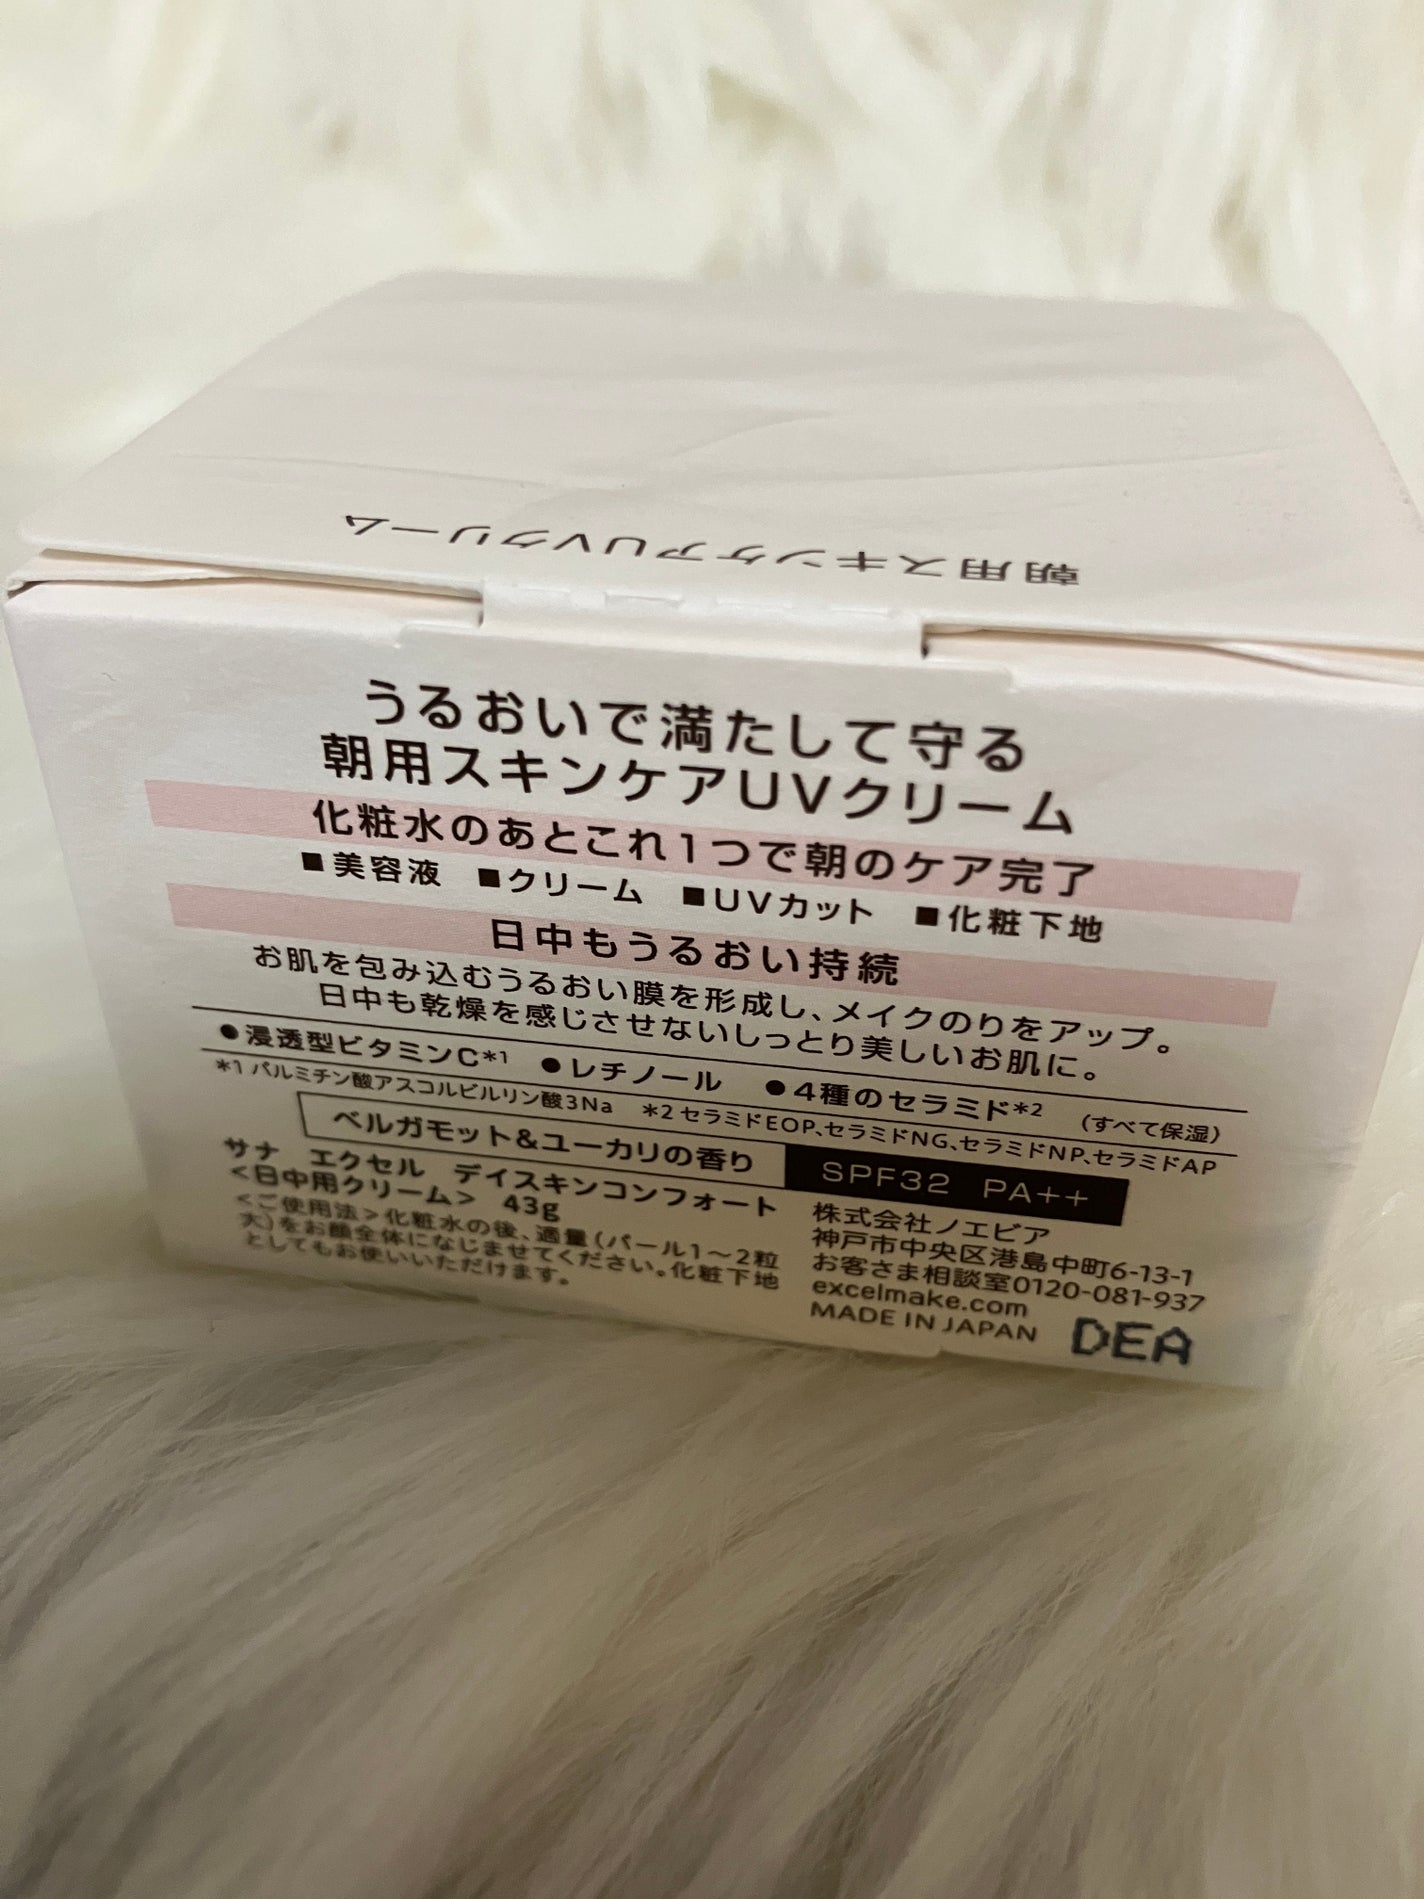 朝用スキンケアUVクリーム
うるおいで満たして守る
朝用スキンケアUVクリーム
化粧水のあとこれ1つで朝のケア完了
■美容液 ■クリーム ■UVカット ■化粧下地
日中もうるおい持続
お肌を包み込むうるおい膜を形成し、メイクのりをアップ。
日中も乾燥を感じさせないしっとり美しいお肌に。
●浸透型ビタミンC*1 ●レチノール ●4種のセラミド*2 (すべて保湿)
*1 パルミチン酸アスコルビルリン酸3Na *2 セラミドEOP、セラミドNG、セラミドNP、セラミドAP
ベルガモット&ユーカリの香り
SPF32 PA++
サナ エクセル デイスキンコンフォート
<日中用クリーム> 43g
<ご使用法>化粧水の後、適量(パール1〜2粒
大)をお顔全体になじませてください。化粧下地
としてもお使いいただけます。
株式会社ノエビア
神戸市中央区港島中町6-13-1
お客さま相談室0120-081-937
excelmake.com
MADE IN JAPAN
DEA